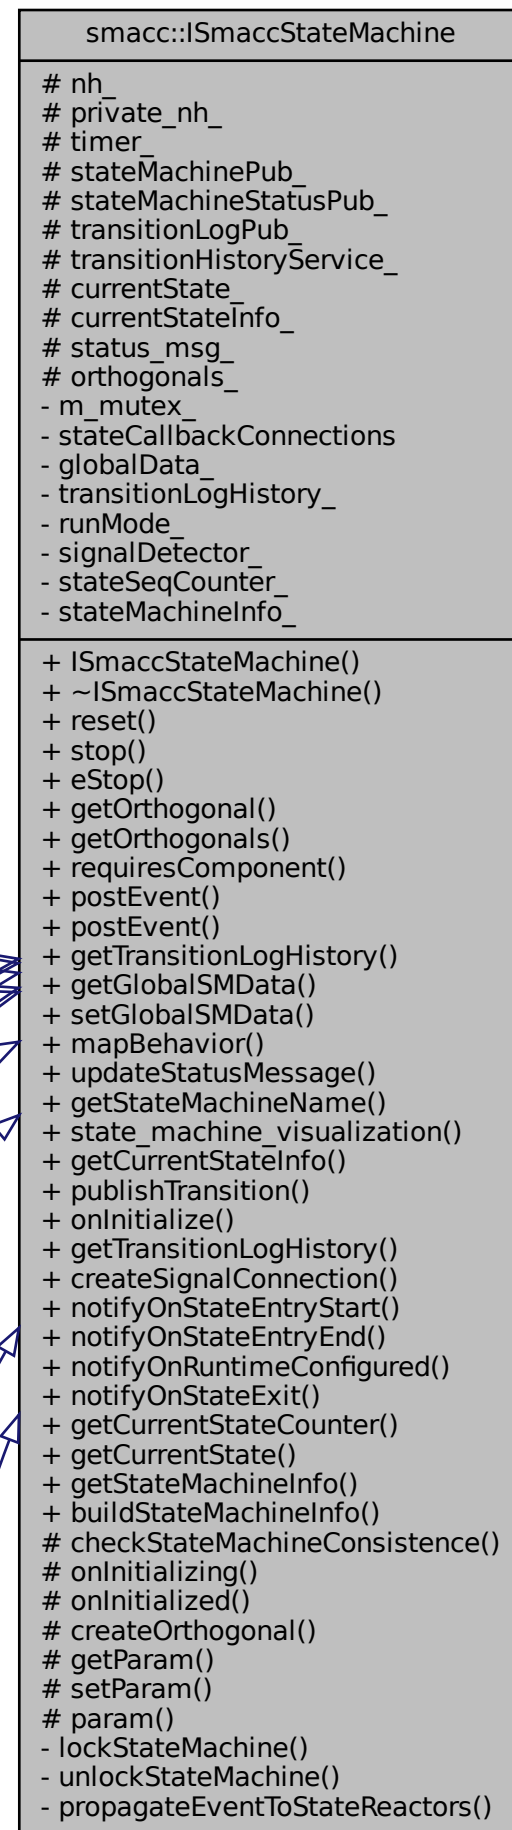 smacc::ISmaccStateMachine
# nh_
# private_nh_
# timer_
# stateMachinePub_
# stateMachineStatusPub_
# transitionLogPub_
# transitionHistoryService_
# currentState_
# currentStateInfo_
# status_msg_
# orthogonals_
- m_mutex_
- stateCallbackConnections
- globalData_
- transitionLogHistory_
- runMode_
- signalDetector_
- stateSeqCounter_
- stateMachineInfo_
+ ISmaccStateMachine()
+ ~ISmaccStateMachine()
+ reset()
+ stop()
+ eStop()
+ getOrthogonal()
+ getOrthogonals()
+ requiresComponent()
+ postEvent()
+ postEvent()
+ getTransitionLogHistory()
+ getGlobalSMData()
+ setGlobalSMData()
+ mapBehavior()
+ updateStatusMessage()
+ getStateMachineName()
+ state_machine_visualization()
+ getCurrentStateInfo()
+ publishTransition()
+ onInitialize()
+ getTransitionLogHistory()
+ createSignalConnection()
+ notifyOnStateEntryStart()
+ notifyOnStateEntryEnd()
+ notifyOnRuntimeConfigured()
+ notifyOnStateExit()
+ getCurrentStateCounter()
+ getCurrentState()
+ getStateMachineInfo()
+ buildStateMachineInfo()
# checkStateMachineConsistence()
# onInitializing()
# onInitialized()
# createOrthogonal()
# getParam()
# setParam()
# param()
- lockStateMachine()
- unlockStateMachine()
- propagateEventToStateReactors()